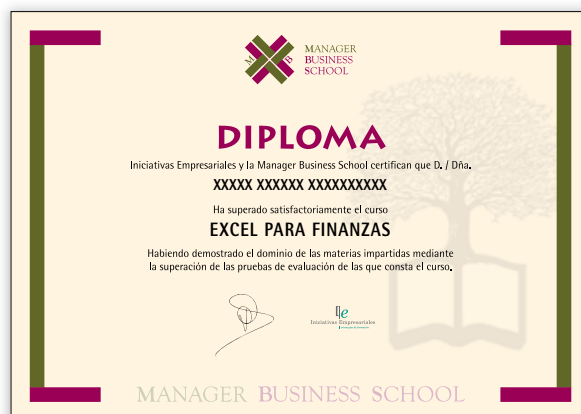 M B
MANAGER
BUSINESS
SCHOOL
DIPLOMA
Iniciativas Empresariales y la Manager Business School certifican que D. / Dña.
XXXXX XXXXXX XXXXXXXXXX
Ha superado satisfactoriamente el curso
EXCEL PARA FINANZAS
Habiendo demostrado el dominio de las materias impartidas mediante
la superación de las pruebas de evaluación de las que consta el curso.
Iniciativas Empresariales
MANAGER BUSINESS SCHOOL